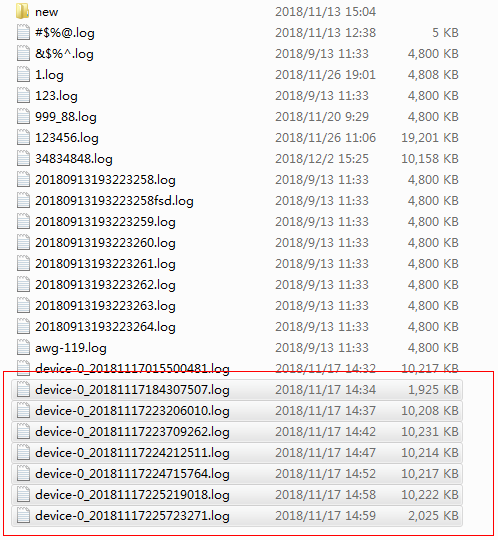 new 2018/11/13 15:04
#$%@.log 2018/11/13 12:38 5 KB
&$%^.log 2018/9/13 11:33 4,800 KB
1.log 2018/11/26 19:01 4,808 KB
123.log 2018/9/13 11:33 4,800 KB
999_88.log 2018/11/20 9:29 4,800 KB
123456.log 2018/11/26 11:06 19,201 KB
34834848.log 2018/12/2 15:25 10,158 KB
20180913193223258.log 2018/9/13 11:33 4,800 KB
20180913193223258fsd.log 2018/9/13 11:33 4,800 KB
20180913193223259.log 2018/9/13 11:33 4,800 KB
20180913193223260.log 2018/9/13 11:33 4,800 KB
20180913193223261.log 2018/9/13 11:33 4,800 KB
20180913193223262.log 2018/9/13 11:33 4,800 KB
20180913193223263.log 2018/9/13 11:33 4,800 KB
20180913193223264.log 2018/9/13 11:33 4,800 KB
awg-119.log 2018/9/13 11:33 4,800 KB
device-0_20181117015500481.log 2018/11/17 14:32 10,217 KB
device-0_20181117184307507.log 2018/11/17 14:34 1,925 KB
device-0_20181117223206010.log 2018/11/17 14:37 10,208 KB
device-0_20181117223709262.log 2018/11/17 14:42 10,231 KB
device-0_20181117224212511.log 2018/11/17 14:47 10,214 KB
device-0_20181117224715764.log 2018/11/17 14:52 10,217 KB
device-0_20181117225219018.log 2018/11/17 14:58 10,222 KB
device-0_20181117225723271.log 2018/11/17 14:59 2,025 KB